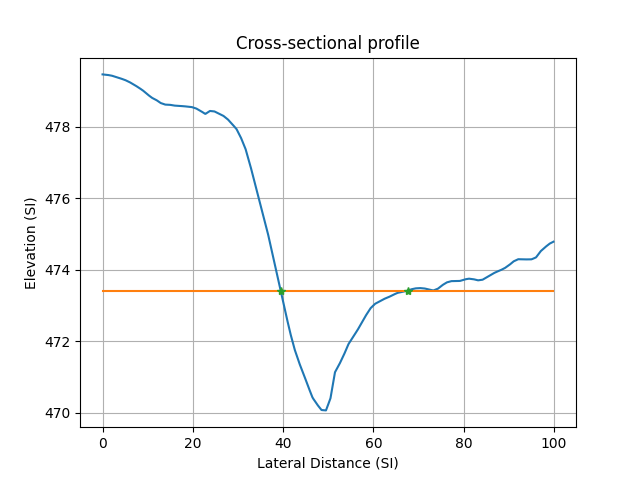 Cross-sectional profile
Elevation (SI)
478
476
474
472
470
0 20 40 60 80 100
Lateral Distance (SI)